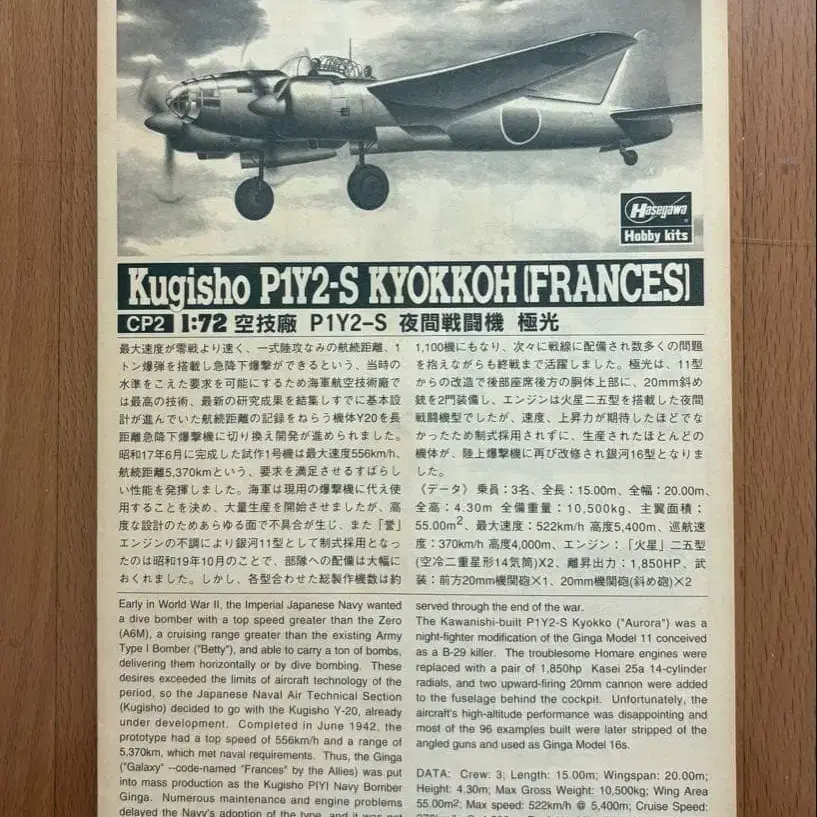 Hasegawa
Hobby kits
Kugisho P1Y2-S KYOKKOH (FRANCES)
CP2 1:72 空技廠 P1Y2-S 夜間戦闘機 極光
最大速度が零戦より速く、一式陸攻なみの航続距離、1
トン爆弾を搭載し急降下爆撃ができるという、当時の
水準をこえた要求を可能にするため海軍航空技術廠で
は最高の技術、最新の研究成果を結集しすでに基本設
計が進んでいた航続距離の記録をねらう機体Y20を長
距離急降下爆撃機に切り換え開発が進められました。
昭和17年6月に完成した試作1号機は最大速度556km/h、
航続距離5,370kmという、要求を満足させるすばらし
い性能を発揮しました。海軍は現用の爆撃機に代え使
用することを決め、大量生産を開始させましたが、高
度な設計のためあらゆる面で不具合が生じ、また「誉」
エンジンの不調により銀河11型として制式採用となっ
たのは昭和19年10月のことで、部隊への配備は大幅に
おくれました。しかし、各型合わせた総製作機数は約
1,100機にもなり、次々に戦線に配備され数多くの問題
を抱えながらも終戦まで活躍しました。極光は、11型
からの改造で後部座席後方の胴体上部に、20mm斜め
銃を2門装備し、エンジンは火星二五型を搭載した夜間
戦闘機型でしたが、速度、上昇力が期待したほどでな
かったため制式採用されずに、生産されたほとんどの
機体が、陸上爆撃機に再び改修され銀河16型となりま
した。
《データ》 乗員：3名、全長：15.00m、全幅：20.00m、
全高：4.30m 全備重量：10,500kg、主翼面積：
55.00m²、最大速度：522km/h 高度5,400m、巡航速
度：370km/h 高度4,000m、エンジン：「火星」二五型
(空冷二重星形14気筒)X2、離昇出力：1,850HP、武
装：前方20mm機関砲×1、20mm機関砲(斜め砲)×2
Early in World War II, the Imperial Japanese Navy wanted
a dive bomber with a top speed greater than the Zero
(A6M), a cruising range greater than the existing Army
Type I Bomber ("Betty"), and able to carry a ton of bombs,
delivering them horizontally or by dive bombing. These
desires exceeded the limits of aircraft technology of the
period, so the Japanese Naval Air Technical Section
(Kugisho) decided to go with the Kugisho Y-20, already
under development. Completed in June 1942, the
prototype had a top speed of 556km/h and a range of
5,370km, which met naval requirements. Thus, the Ginga
("Galaxy" --code-named "Frances" by the Allies) was put
into mass production as the Kugisho PIYI Navy Bomber
Ginga. Numerous maintenance and engine problems
delayed the Navy's adoption of the type, and it was not
served through the end of the war.
The Kawanishi-built P1Y2-S Kyokko ("Aurora") was a
night-fighter modification of the Ginga Model 11 conceived
as a B-29 killer. The troublesome Homare engines were
replaced with a pair of 1,850hp Kasei 25a 14-cylinder
radials, and two upward-firing 20mm cannon were added
to the fuselage behind the cockpit. Unfortunately, the
aircraft's high-altitude performance was disappointing and
most of the 96 examples built were later stripped of the
angled guns and used as Ginga Model 16s.
DATA: Crew: 3; Length: 15.00m; Wingspan: 20.00m;
Height: 4.30m; Max Gross Weight: 10,500kg; Wing Area
55.00m²; Max speed: 522km/h @ 5,400m; Cruise Speed: